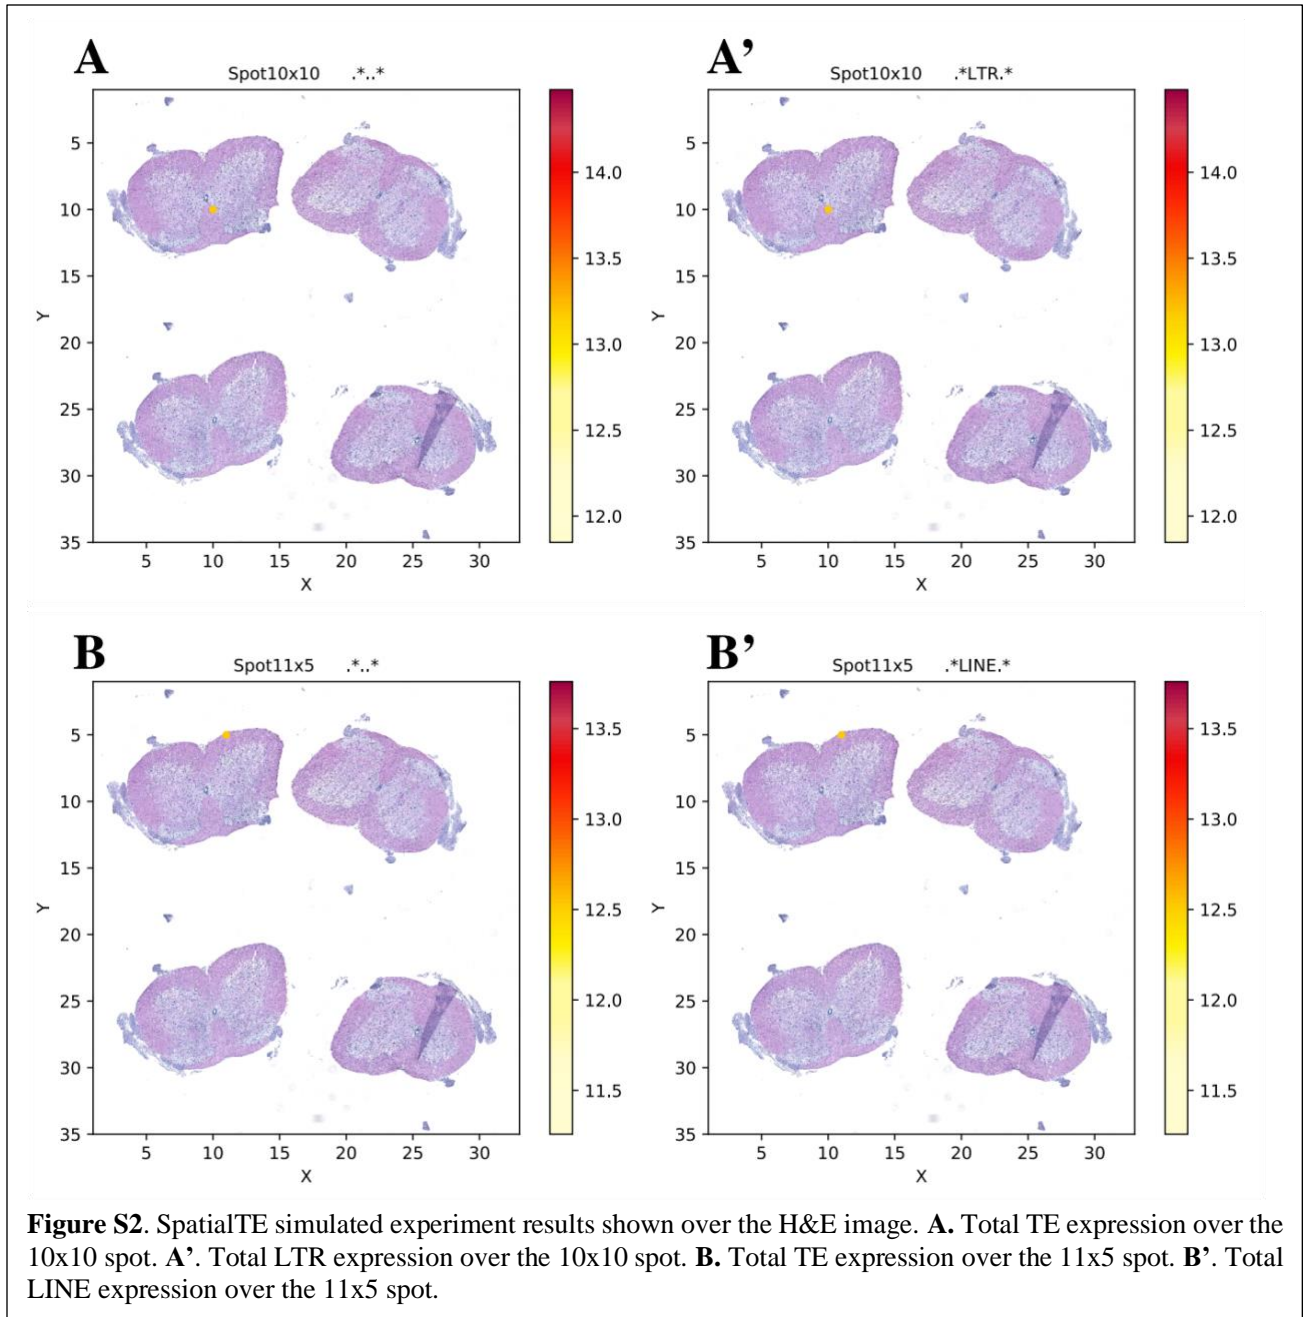 A
Spot10x10 .*..*
5
10
15
20
25
30
35
Y
5 10 15 20 25 30
X
14.0
13.5
13.0
12.5
12.0
A’
Spot10x10 .*LTR.*
5
10
15
20
25
30
35
Y
5 10 15 20 25 30
X
14.0
13.5
13.0
12.5
12.0
B
Spot11x5 .*..*
5
10
15
20
25
30
35
Y
5 10 15 20 25 30
X
13.5
13.0
12.5
12.0
11.5
B’
Spot11x5 .*LINE.*
5
10
15
20
25
30
35
Y
5 10 15 20 25 30
X
13.5
13.0
12.5
12.0
11.5
Figure S2. SpatialTE simulated experiment results shown over the H&E image. A. Total TE expression over the
10x10 spot. A’. Total LTR expression over the 10x10 spot. B. Total TE expression over the 11x5 spot. B’. Total
LINE expression over the 11x5 spot.